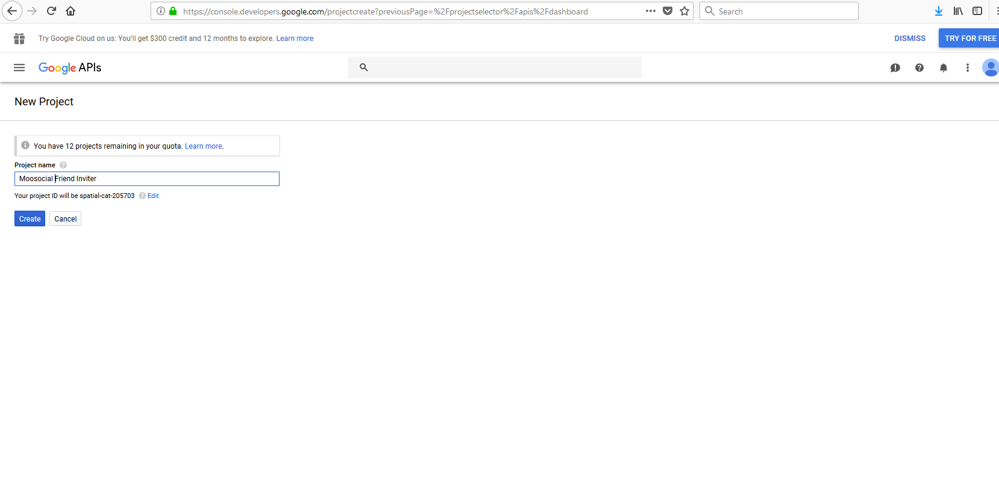 https://console.developers.google.com/projectcreate?previousPage=%2Fprojectselector%2Fapis%2Fdashboard
Search
Try Google Cloud on us: You'll get $300 credit and 12 months to explore. Learn more
DISMISS
TRY FOR FREE
Google APIs
New Project
You have 12 projects remaining in your quota. Learn more.
Project name
Moosocial Friend Inviter
Your project ID will be spatial-cat-205703 Edit
Create
Cancel